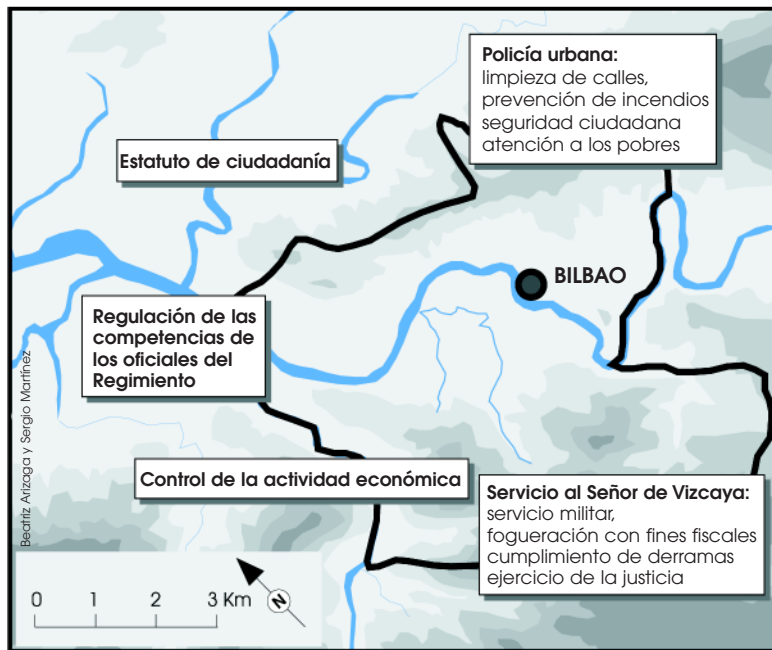 Policía urbana:
limpieza de calles,
prevención de incendios
seguridad ciudadana
atención a los pobres
Estatuto de ciudadanía
BILBAO
Regulación de las
competencias de
los oficiales del
Regimiento
Control de la actividad económica
Servicio al Señor de Vizcaya:
servicio militar,
fogueración con fines fiscales
cumplimiento de derramas
ejercicio de la justicia
Beatriz Arizaga y Sergio Martínez
0 1 2 3 Km
N